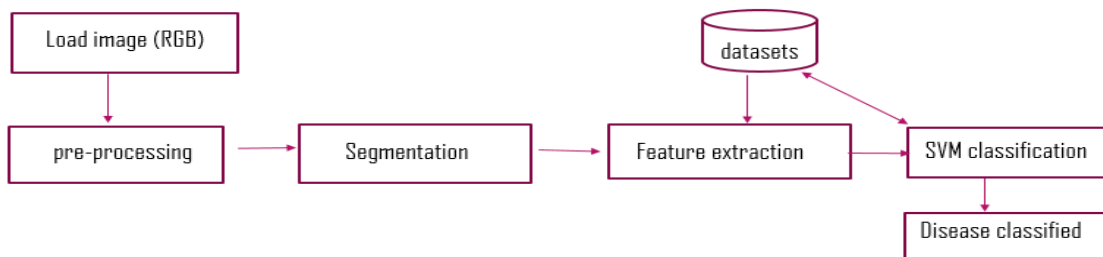 Load image (RGB)
datasets
pre-processing
Segmentation
Feature extraction
SVM classification
Disease classified